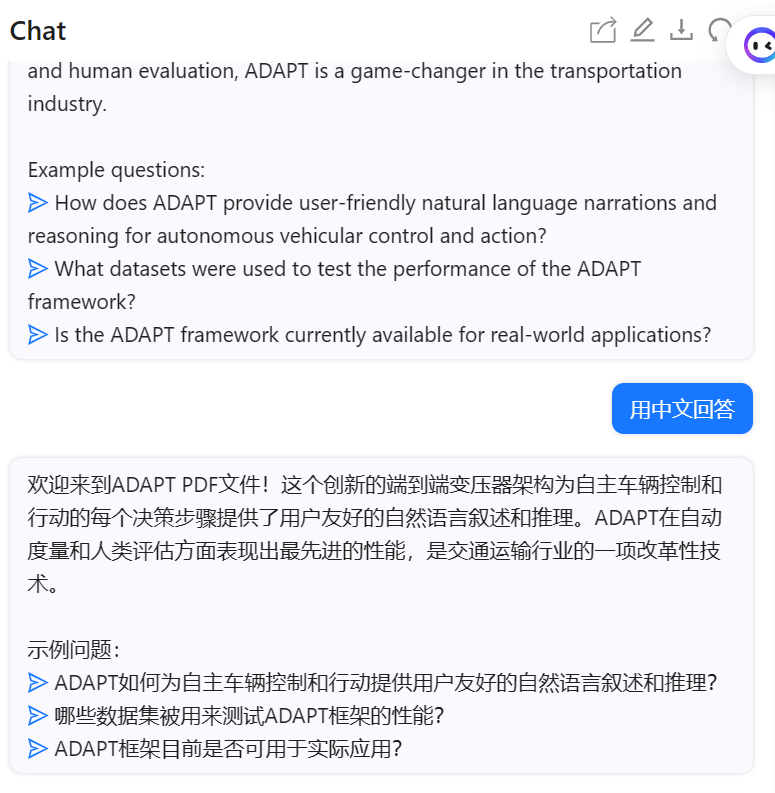 Chat
and human evaluation, ADAPT is a game-changer in the transportation
industry.
Example questions:
How does ADAPT provide user-friendly natural language narrations and
reasoning for autonomous vehicular control and action?
What datasets were used to test the performance of the ADAPT
framework?
Is the ADAPT framework currently available for real-world applications?
用中文回答
欢迎来到ADAPT PDF文件！这个创新的端到端变压器架构为自主车辆控制和
行动的每个决策步骤提供了用户友好的自然语言叙述和推理。ADAPT在自动
度量和人类评估方面表现出最先进的性能，是交通运输行业的一项改革性技
术。
示例问题：
ADAPT如何为自主车辆控制和行动提供用户友好的自然语言叙述和推理？
哪些数据集被用来测试ADAPT框架的性能？
ADAPT框架目前是否可用于实际应用？